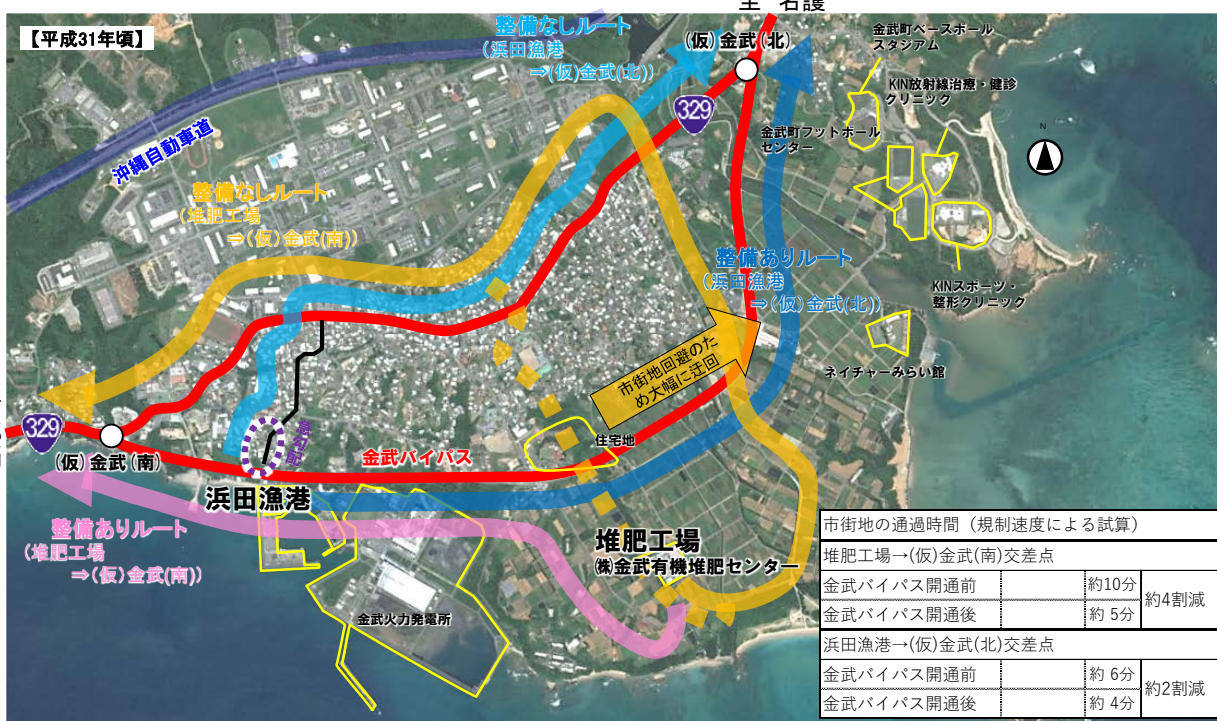 至 名護
【平成31年頃】
整備なしルート
(浜田漁港
⇒(仮)金武(北))
(仮)金武(北)
金武町ベースボール
スタジアム
KIN放射線治療・健診
クリニック
329
金武町フットボール
センター
N
沖縄自動車道
整備なしルート
(堆肥工場
⇒(仮)金武(南))
整備ありルート
(浜田漁港
⇒(仮)金武(北))
KINスポーツ・
整形クリニック
市街地回避のた
め大幅に迂回
ネイチャーみらい館
329
(仮)金武(南)
急勾配
金武バイパス
住宅地
浜田漁港
整備ありルート
(堆肥工場
⇒(仮)金武(南))
堆肥工場
㈱金武有機堆肥センター
金武火力発電所
市街地の通過時間(規制速度による試算)
堆肥工場→(仮)金武(南)交差点
金武バイパス開通前 約10分 約4割減
金武バイパス開通後 約 5分
浜田漁港→(仮)金武(北)交差点
金武バイパス開通前 約 6分 約2割減
金武バイパス開通後 約 4分